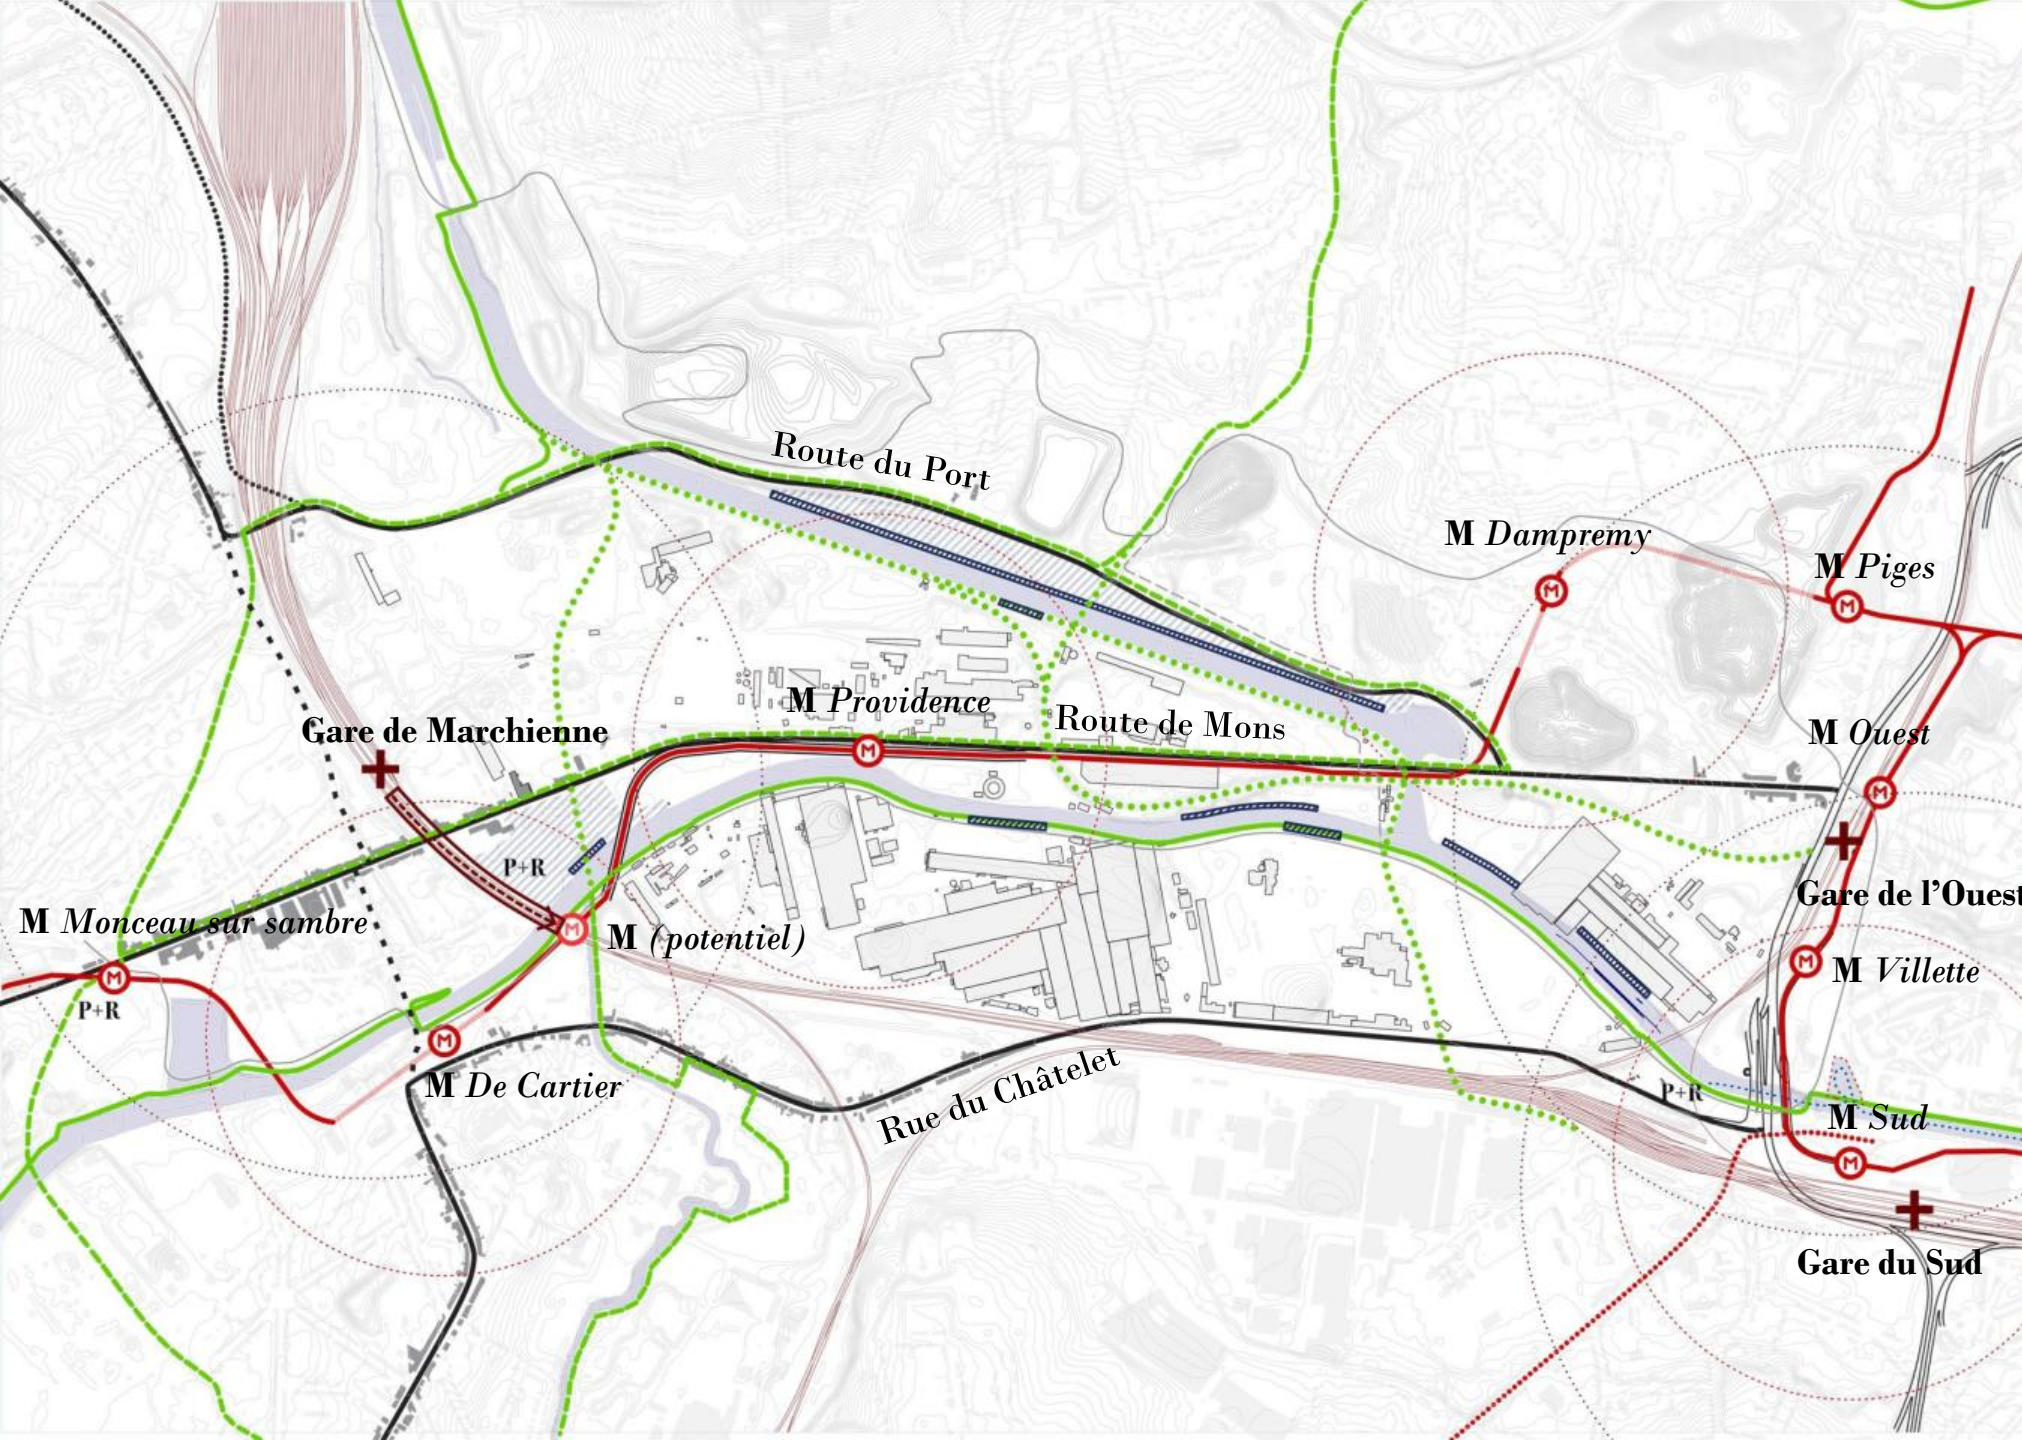 Route du Port
M Dampremy
M Piges
M Providence
Route de Mons
Gare de Marchienne
M Ouest
P+R
Gare de l'Ouest
M Monceau sur sambre
M (potentiel)
M Villette
P+R
M De Cartier
Rue du Châtelet
P+R
M Sud
Gare du Sud
M
M
M
M
M
M
M
M
M